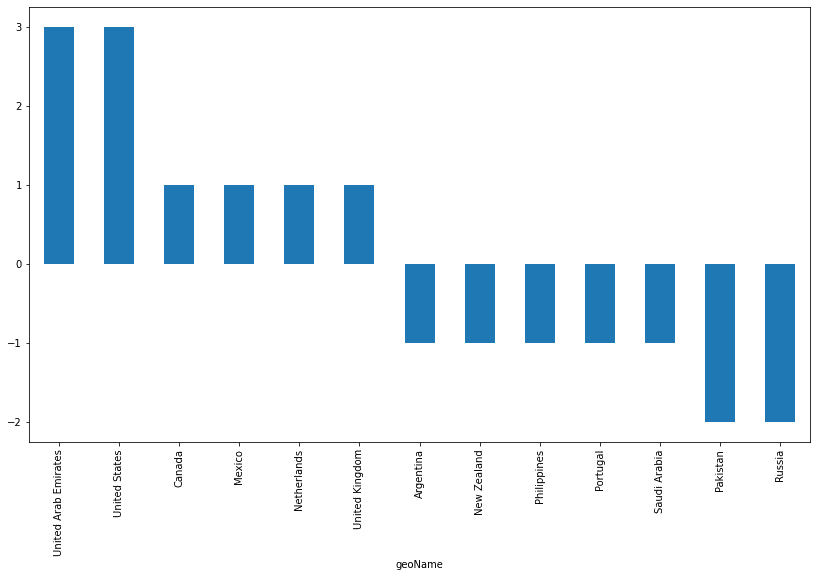 3
2
1
0
−1
−2
United Arab Emirates
United States
Canada
Mexico
Netherlands
United Kingdom
Argentina
New Zealand
Philippines
Portugal
Saudi Arabia
Pakistan
Russia
geoName